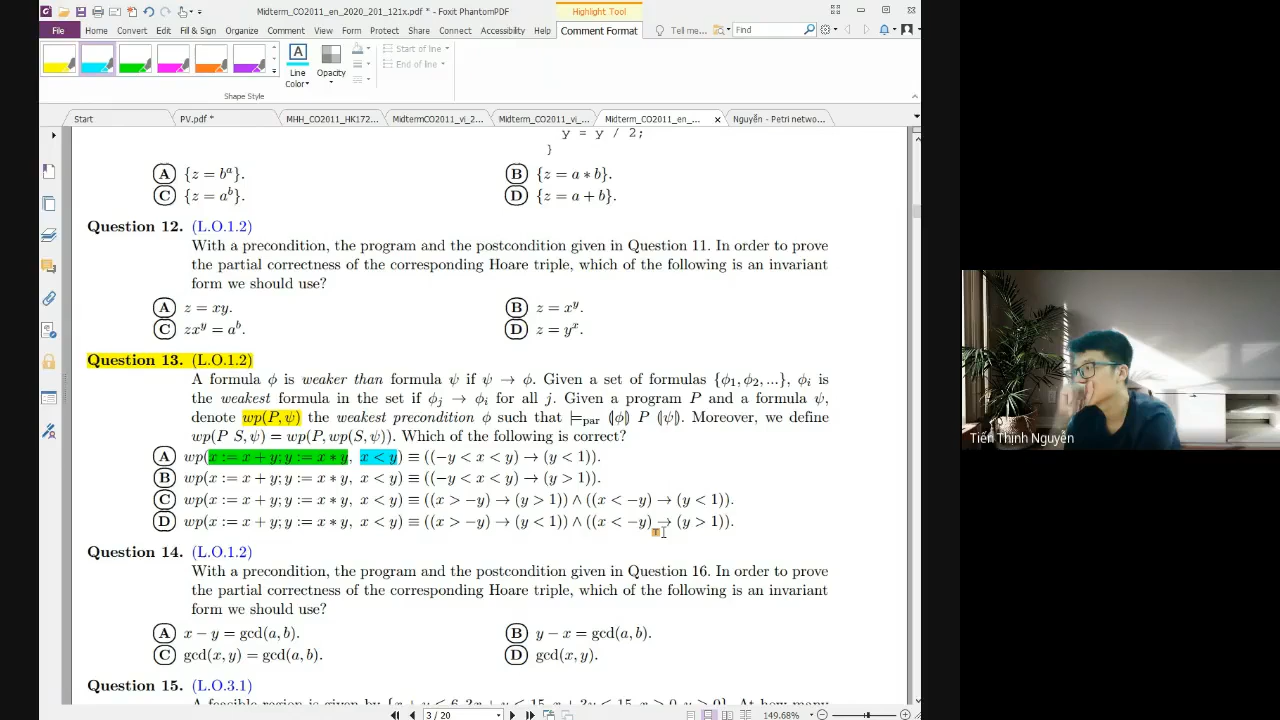 Midterm_CO2011_en_2020_201_121x.pdf * - Foxit PhantomPDF
Highlight Tool
File Home Convert Edit Fill & Sign Organize Comment View Form Protect Share Connect Accessibility Help Comment Format Tell me... Find
Line Color Opacity
Start of line
End of line
Shape Style
Start PV.pdf * MHH_CO2011_HK172... MidtermCO2011_vi_2... Midterm_CO2011_vi_... Midterm_CO2011_en_... Nguyễn - Petri netwo...
y = y / 2;
}
A {z = b^a}. B {z = a * b}.
C {z = a^b}. D {z = a + b}.
Question 12. (L.O.1.2)
With a precondition, the program and the postcondition given in Question 11. In order to prove
the partial correctness of the corresponding Hoare triple, which of the following is an invariant
form we should use?
A z = xy. B z = x^y.
C zx^y = a^b. D z = y^x.
Question 13. (L.O.1.2)
A formula ϕ is weaker than formula ψ if ψ → ϕ. Given a set of formulas {ϕ₁, ϕ₂, ...}, ϕᵢ is
the weakest formula in the set if ϕⱼ → ϕᵢ for all j. Given a program P and a formula ψ,
denote wp(P, ψ) the weakest precondition ϕ such that ⊨par ⦇ϕ⦈ P ⦇ψ⦈. Moreover, we define
wp(P S, ψ) = wp(P, wp(S, ψ)). Which of the following is correct?
A wp(x := x + y; y := x * y, x < y) ≡ ((−y < x < y) → (y < 1)).
B wp(x := x + y; y := x * y, x < y) ≡ ((−y < x < y) → (y > 1)).
C wp(x := x + y; y := x * y, x < y) ≡ ((x > −y) → (y > 1)) ∧ ((x < −y) → (y < 1)).
D wp(x := x + y; y := x * y, x < y) ≡ ((x > −y) → (y < 1)) ∧ ((x < −y) → (y > 1)).
Question 14. (L.O.1.2)
With a precondition, the program and the postcondition given in Question 16. In order to prove
the partial correctness of the corresponding Hoare triple, which of the following is an invariant
form we should use?
A x − y = gcd(a, b). B y − x = gcd(a, b).
C gcd(x, y) = gcd(a, b). D gcd(x, y).
Question 15. (L.O.3.1)
3 / 20
149.68%
Tiến Thịnh Nguyễn